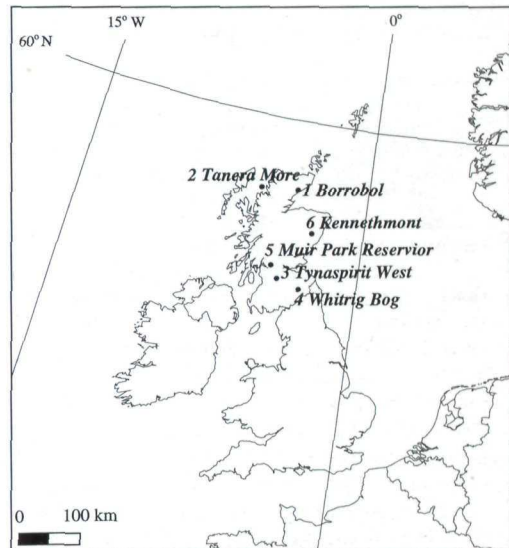 15° W
0°
60° N
2 Tanera More
1 Borrobol
6 Kennethmont
5 Muir Park Reservior
3 Tynaspirit West
4 Whitrig Bog
0 100 km